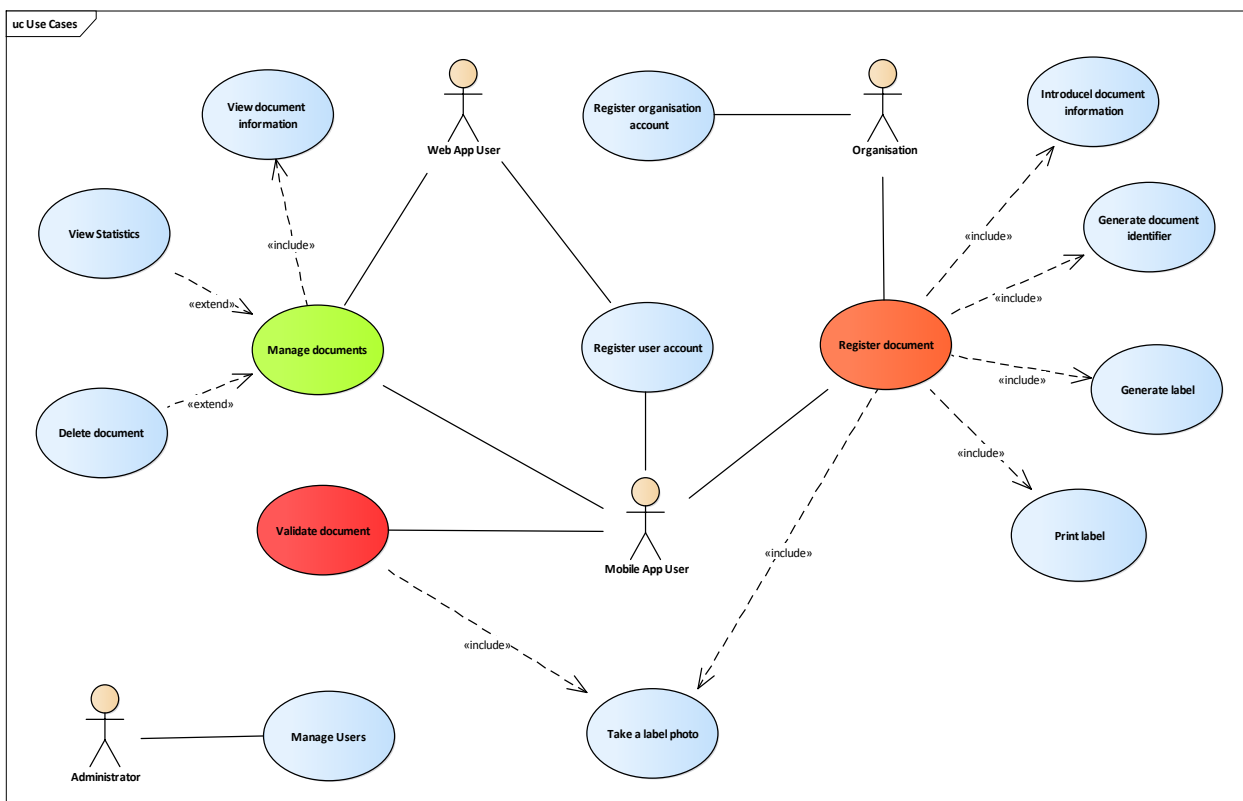 uc Use Cases
View document
information
Web App User
Register organisation
account
Organisation
Introducel document
information
View Statistics
«include»
«include»
Generate document
identifier
«extend»
«include»
Manage documents
Register user account
Register document
«include»
Generate label
«extend»
Delete document
«include»
Validate document
Mobile App User
«include»
Print label
«include»
Administrator
Manage Users
Take a label photo